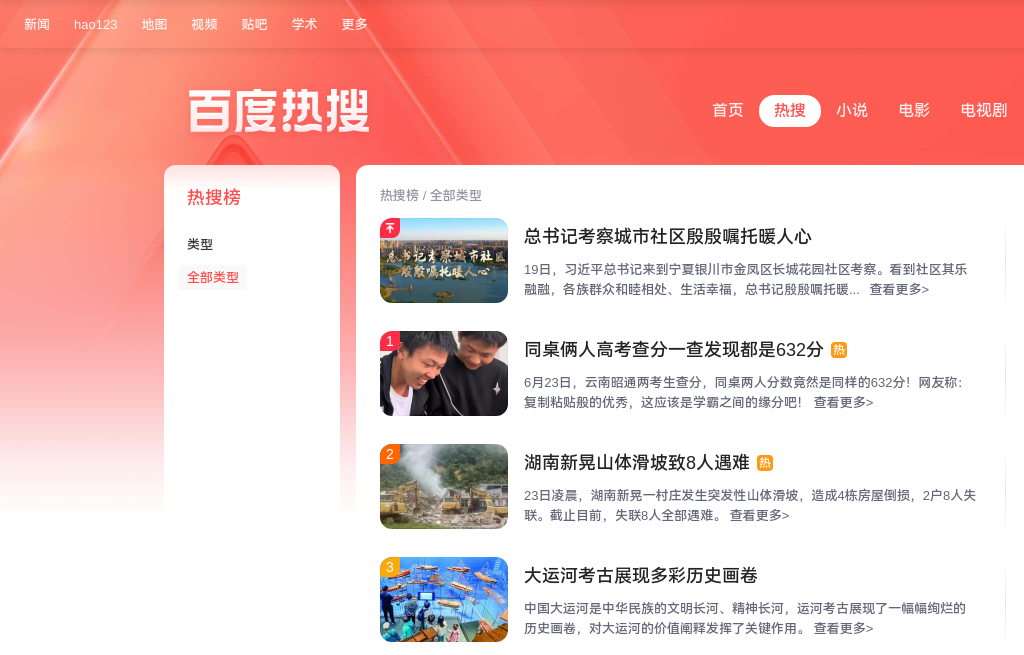 新闻 hao123 地图 视频 贴吧 学术 更多
百度热搜
首页 热搜 小说 电影 电视剧
热搜榜
类型
全部类型
热搜榜 / 全部类型
总书记考察城市社区
殷殷嘱托暖人心
总书记考察城市社区殷殷嘱托暖人心
19日，习近平总书记来到宁夏银川市金凤区长城花园社区考察。看到社区其乐
融融，各族群众和睦相处、生活幸福，总书记殷殷嘱托暖... 查看更多>
1
同桌俩人高考查分一查发现都是632分 热
6月23日，云南昭通两考生查分，同桌两人分数竟然是同样的632分！网友称：
复制粘贴般的优秀，这应该是学霸之间的缘分吧！ 查看更多>
2
湖南新晃山体滑坡致8人遇难 热
23日凌晨，湖南新晃一村庄发生突发性山体滑坡，造成4栋房屋倒损，2户8人失
联。截止目前，失联8人全部遇难。 查看更多>
3
大运河考古展现多彩历史画卷
中国大运河是中华民族的文明长河、精神长河，运河考古展现了一幅幅绚烂的
历史画卷，对大运河的价值阐释发挥了关键作用。 查看更多>